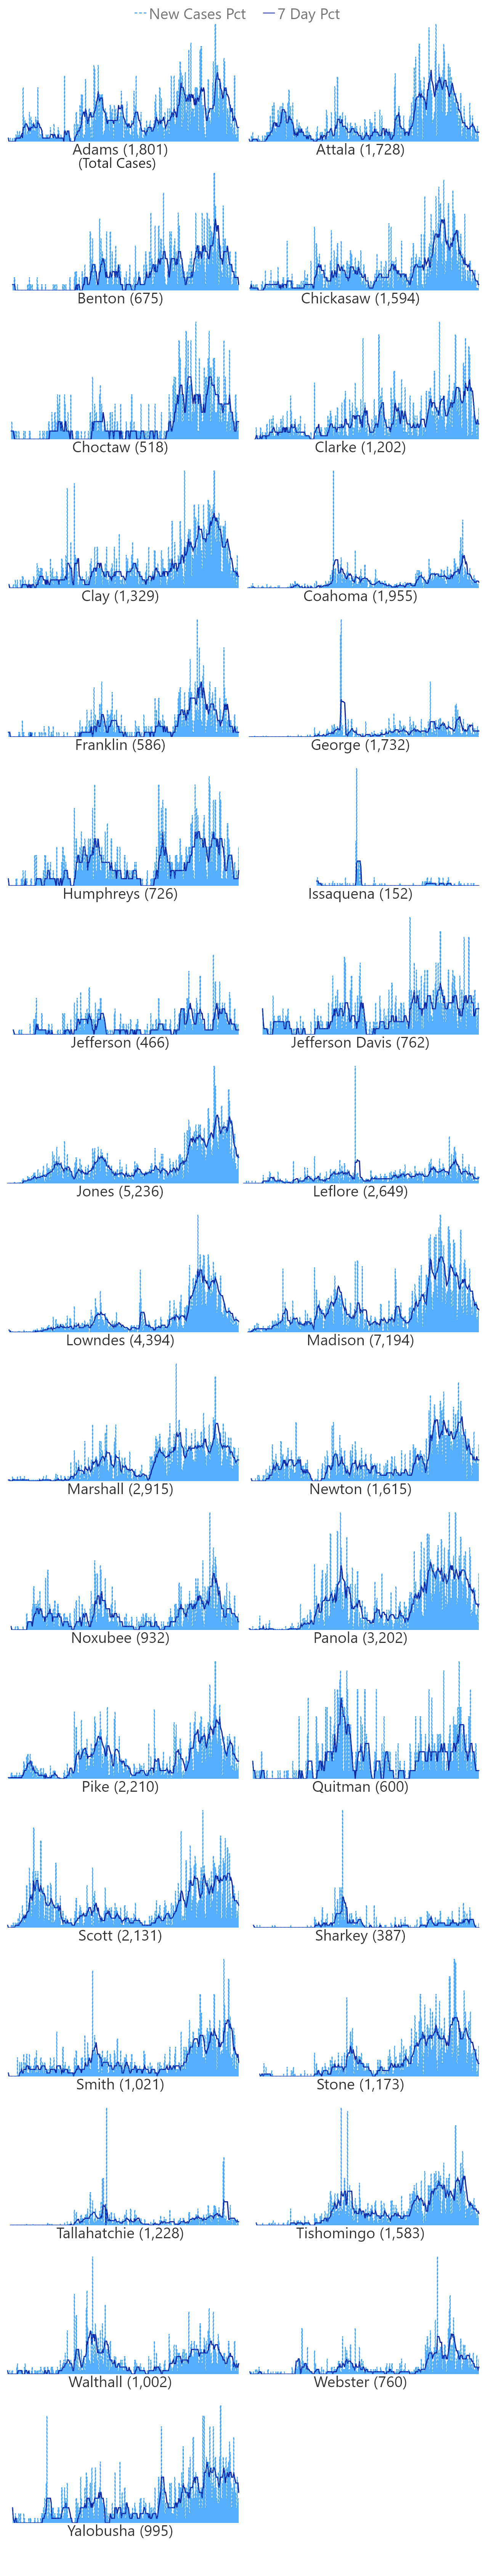 New Cases Pct 7 Day Pct
Adams (1,801) Attala (1,728)
(Total Cases)
Benton (675) Chickasaw (1,594)
Choctaw (518) Clarke (1,202)
Clay (1,329) Coahoma (1,955)
Franklin (586) George (1,732)
Humphreys (726) Issaquena (152)
Jefferson (466) Jefferson Davis (762)
Jones (5,236) Leflore (2,649)
Lowndes (4,394) Madison (7,194)
Marshall (2,915) Newton (1,615)
Noxubee (932) Panola (3,202)
Pike (2,210) Quitman (600)
Scott (2,131) Sharkey (387)
Smith (1,021) Stone (1,173)
Tallahatchie (1,228) Tishomingo (1,583)
Walthall (1,002) Webster (760)
Yalobusha (995)